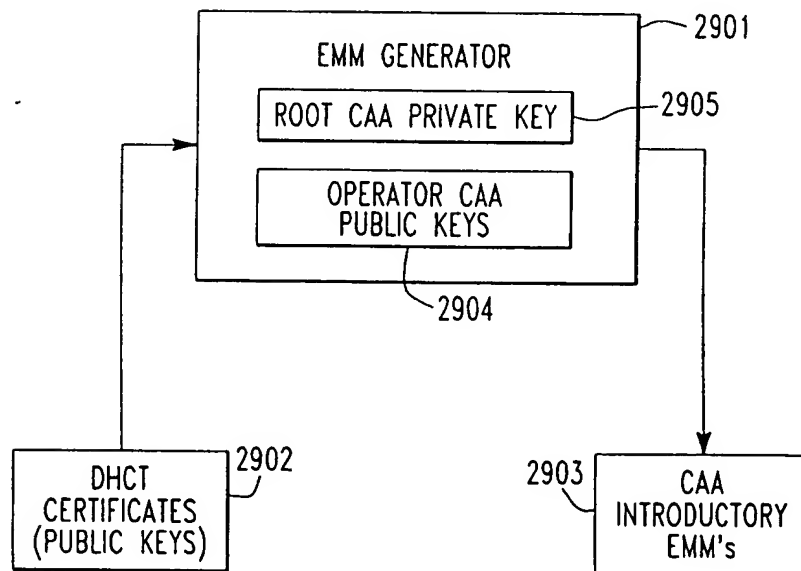 2901
EMM GENERATOR
ROOT CAA PRIVATE KEY
2905
OPERATOR CAA
PUBLIC KEYS
2904
DHCT
CERTIFICATES
(PUBLIC KEYS)
2902
2903
CAA
INTRODUCTORY
EMM's